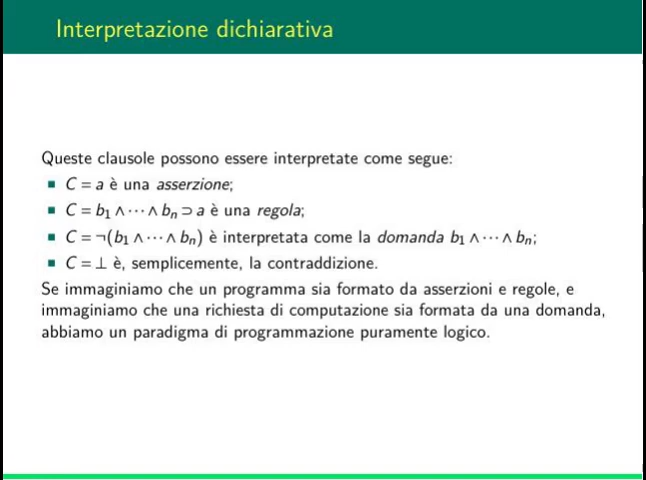 Interpretazione dichiarativa
Queste clausole possono essere interpretate come segue:
▪ C = a è una asserzione;
▪ C = b₁ ∧ ⋯ ∧ bₙ ⊃ a è una regola;
▪ C = ¬(b₁ ∧ ⋯ ∧ bₙ) è interpretata come la domanda b₁ ∧ ⋯ ∧ bₙ;
▪ C = ⊥ è, semplicemente, la contraddizione.
Se immaginiamo che un programma sia formato da asserzioni e regole, e
immaginiamo che una richiesta di computazione sia formata da una domanda,
abbiamo un paradigma di programmazione puramente logico.